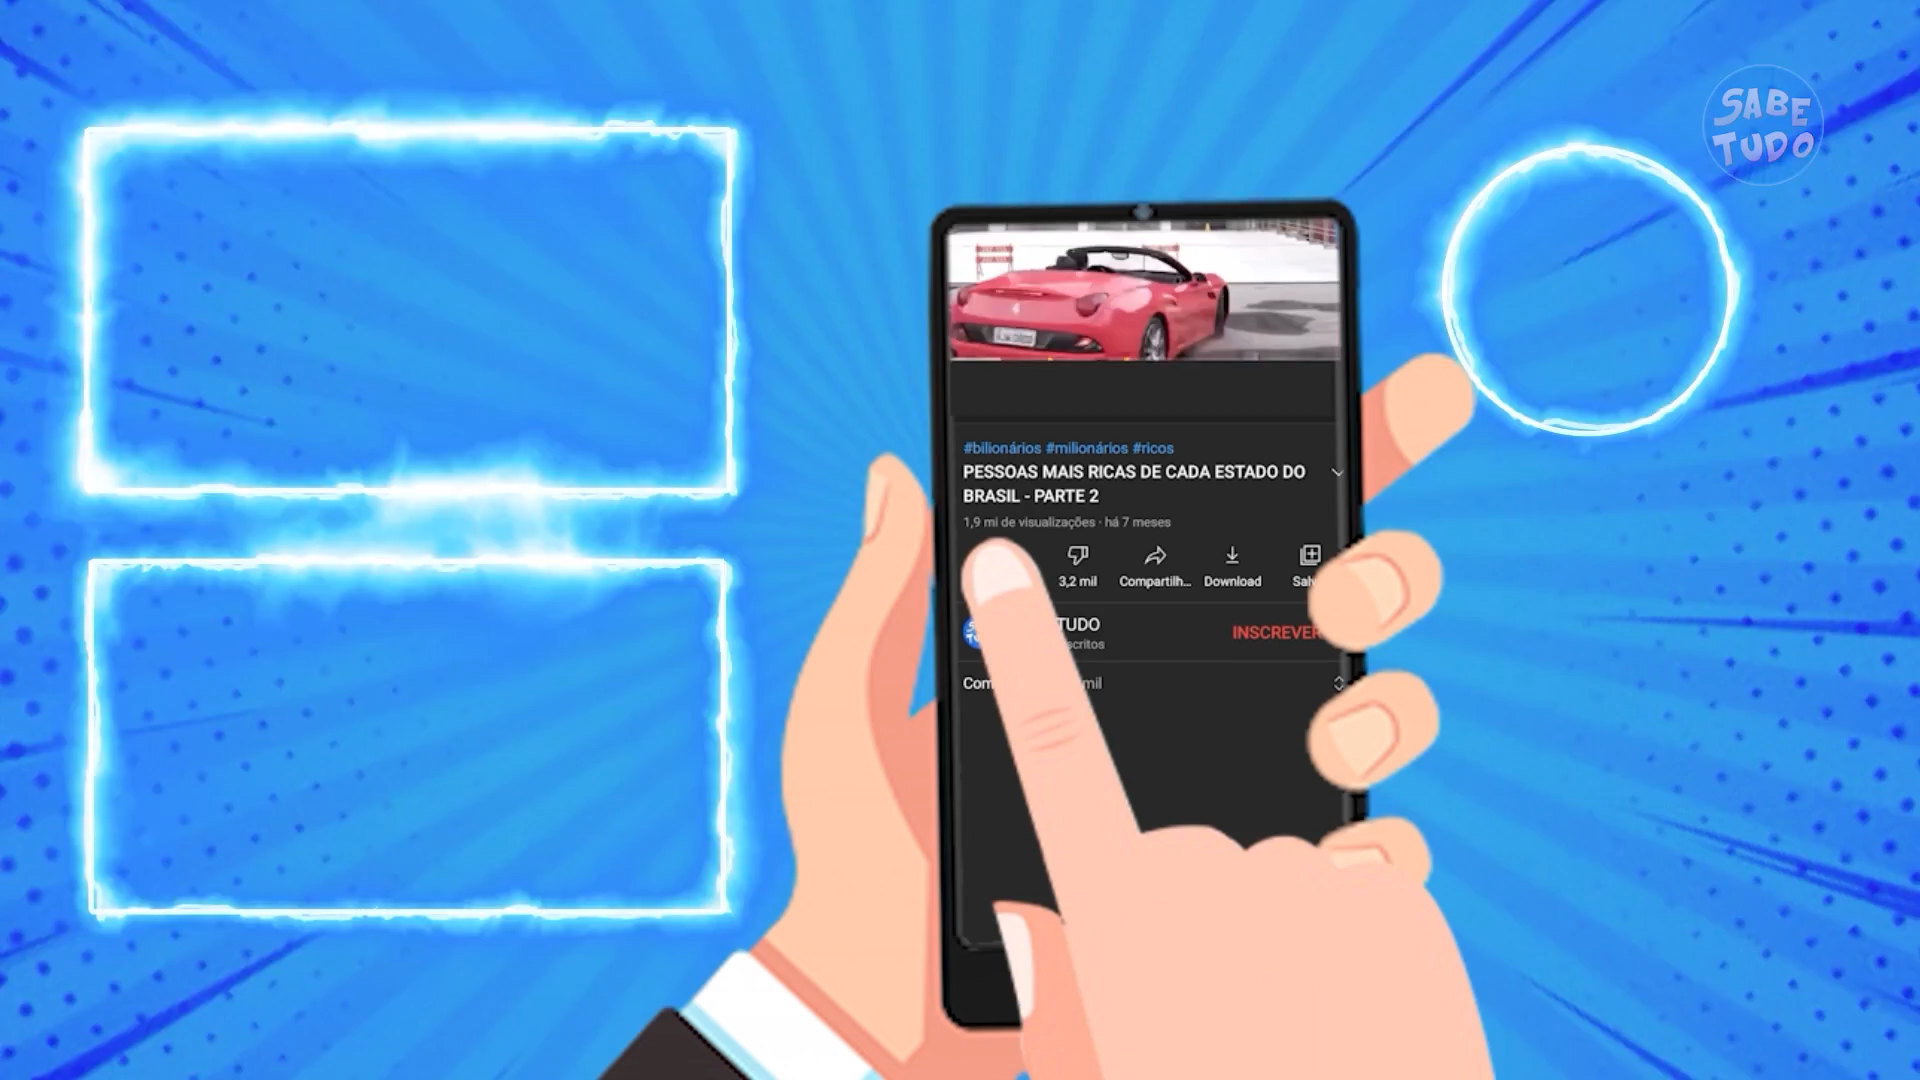 SABE
TUDO
#bilionários #milionários #ricos
PESSOAS MAIS RICAS DE CADA ESTADO DO
BRASIL - PARTE 2
1,9 mi de visualizações · há 7 meses
3,2 mil
Compartilh...
Download
TUDO
INSCREVER
mil